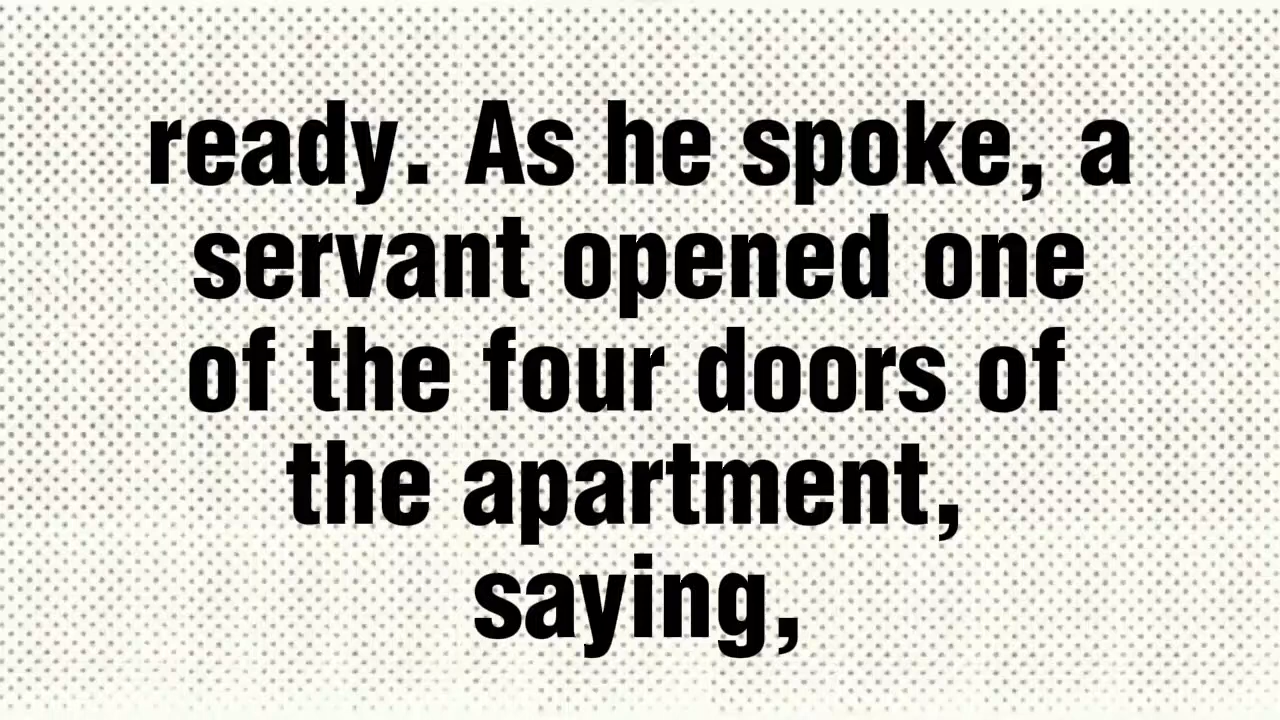 ready. As he spoke, a
servant opened one
of the four doors of
the apartment,
saying,